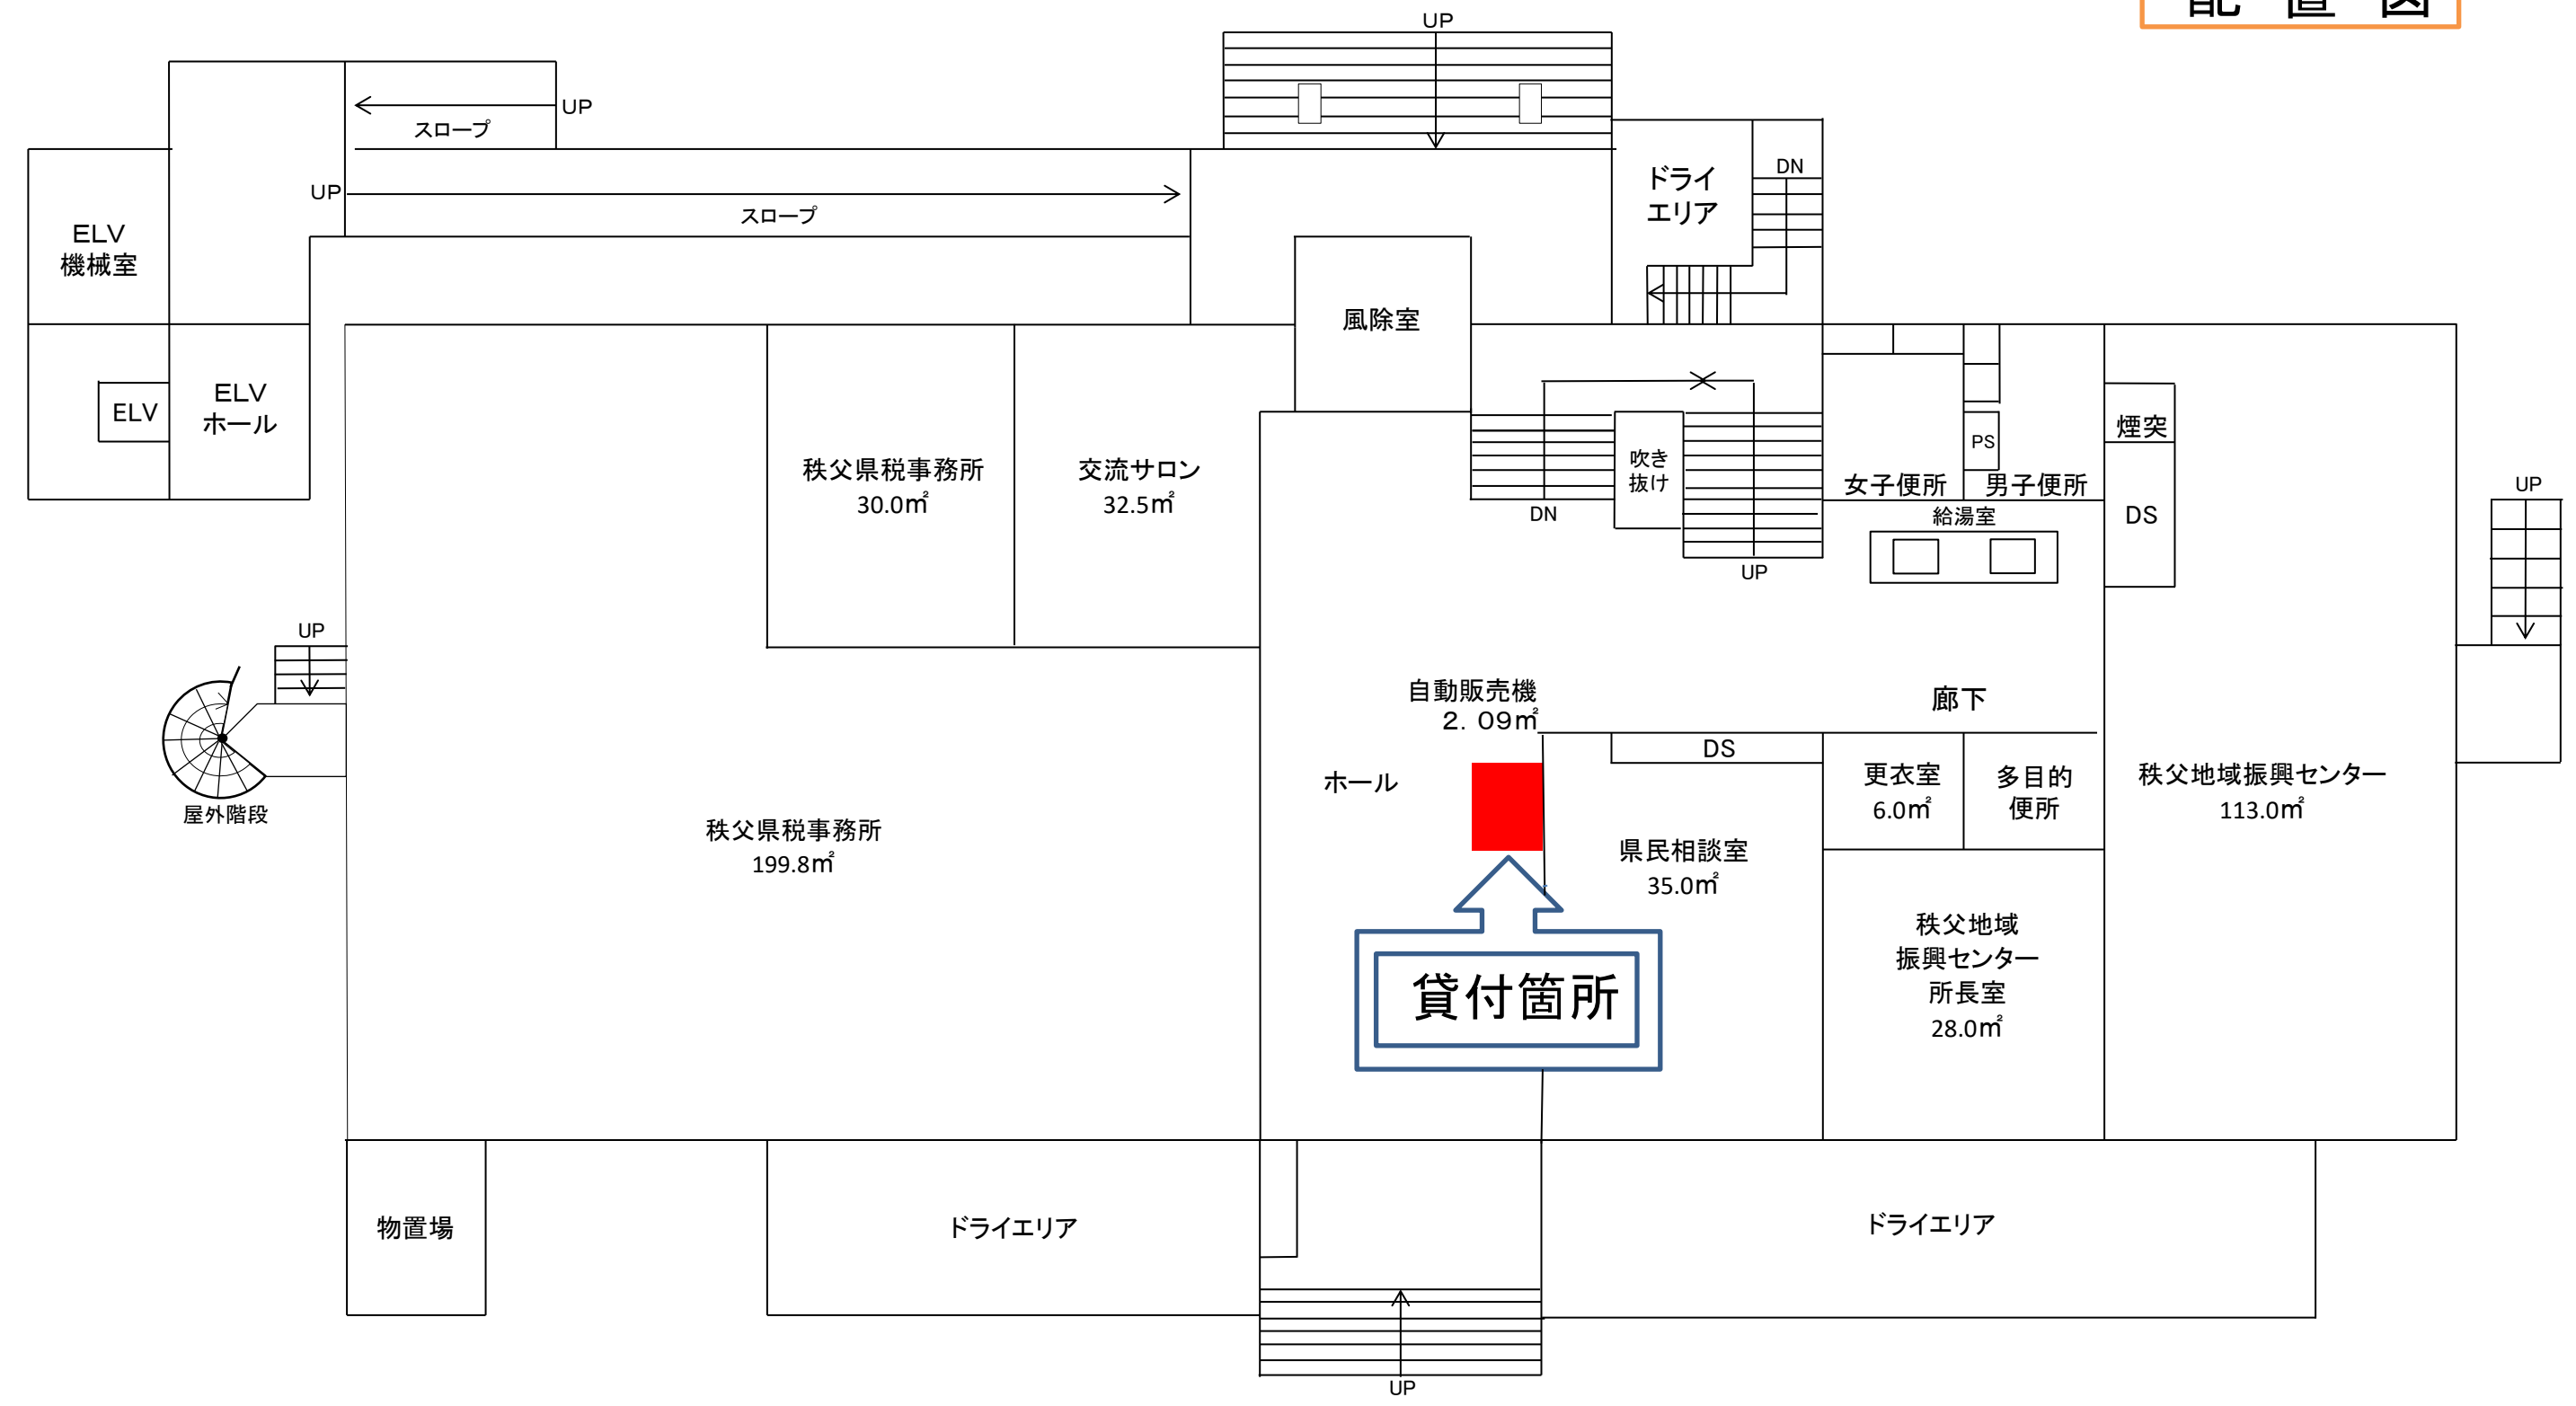 配 置 図
UP
UP
スロープ
UP
スロープ
ドライ
エリア
DN
ELV
機械室
風除室
ELV
ELV
ホール
秩父県税事務所
30.0㎡
交流サロン
32.5㎡
DN
吹き
抜け
UP
女子便所
PS
男子便所
給湯室
煙突
DS
UP
UP
屋外階段
自動販売機
2．09㎡
廊下
DS
ホール
更衣室
6.0㎡
多目的
便所
秩父地域振興センター
113.0㎡
秩父県税事務所
199.8㎡
県民相談室
35.0㎡
貸付箇所
秩父地域
振興センター
所長室
28.0㎡
物置場
ドライエリア
ドライエリア
UP